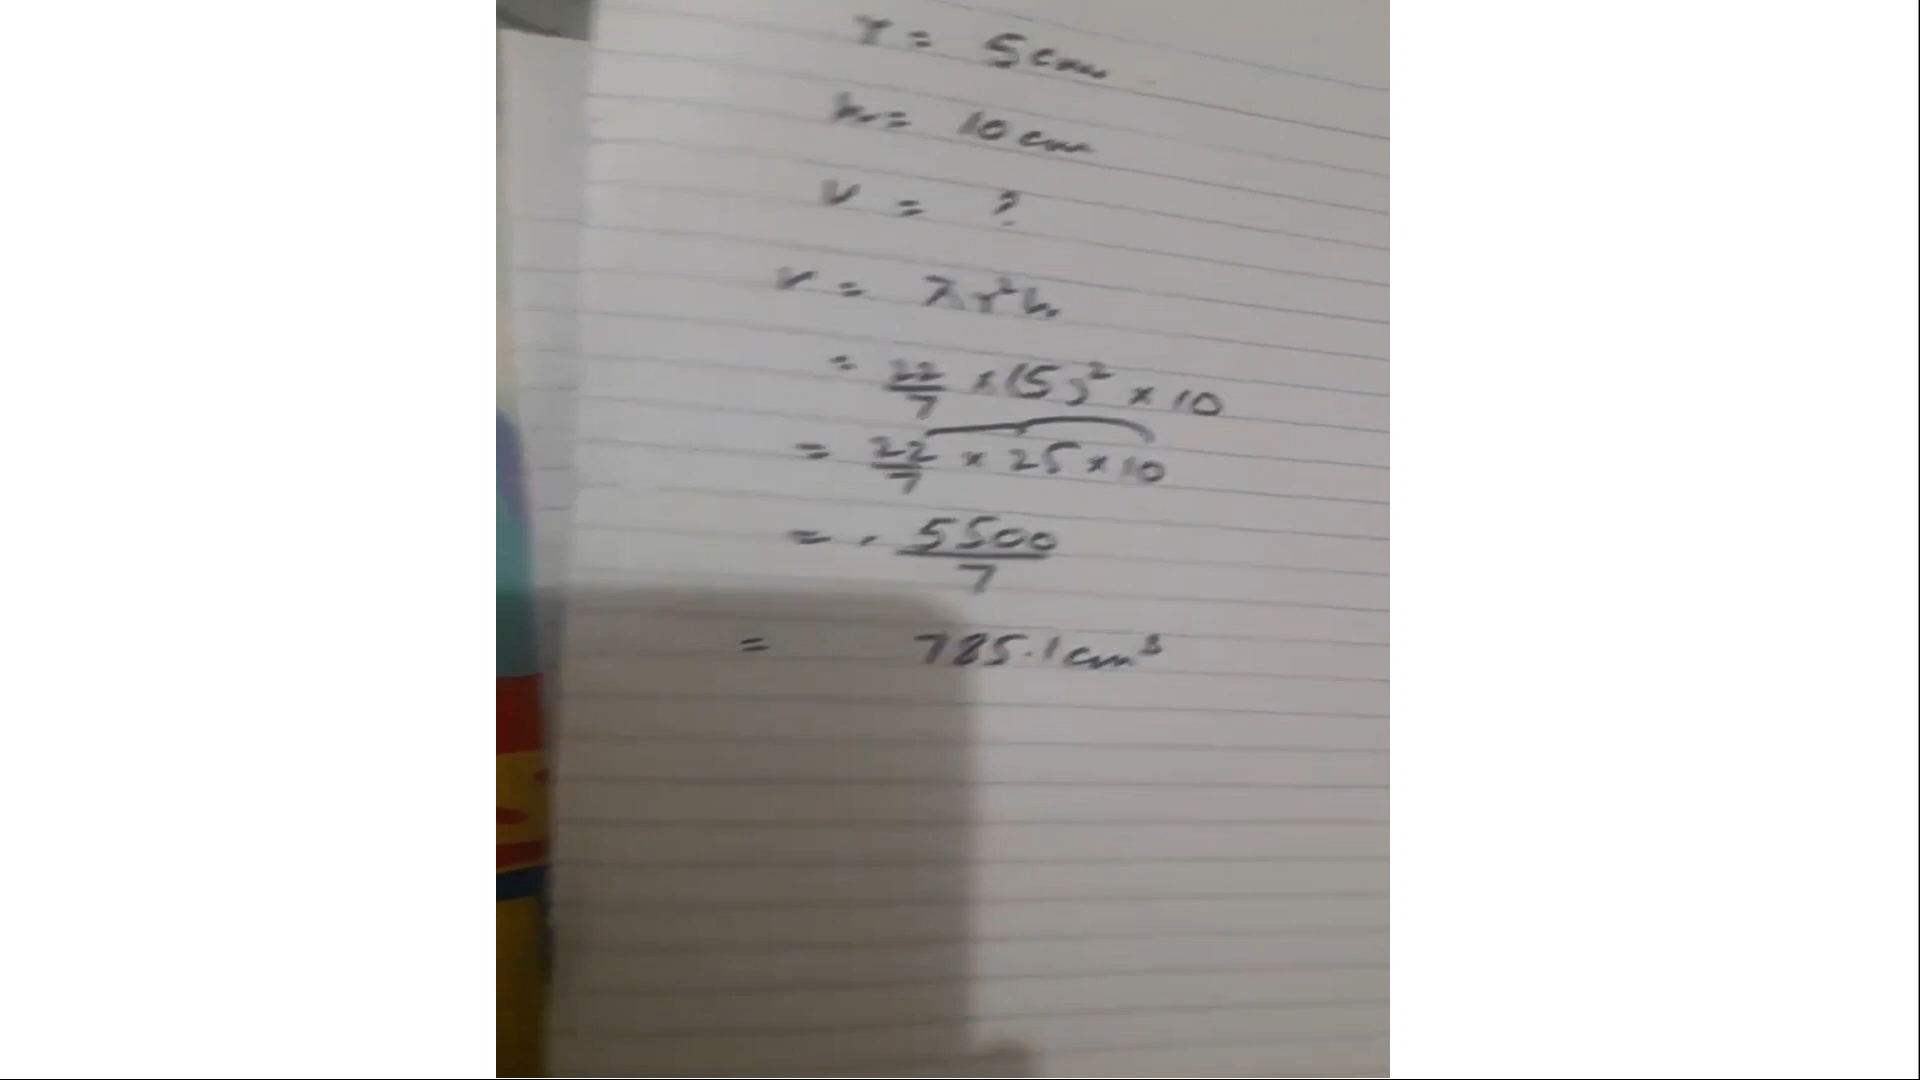 r = 5cm
h = 10 cm
v = ?
v = πr²h
= 22/7 × (5)² × 10
= 22/7 × 25 × 10
= 5500/7
= 785.1cm³